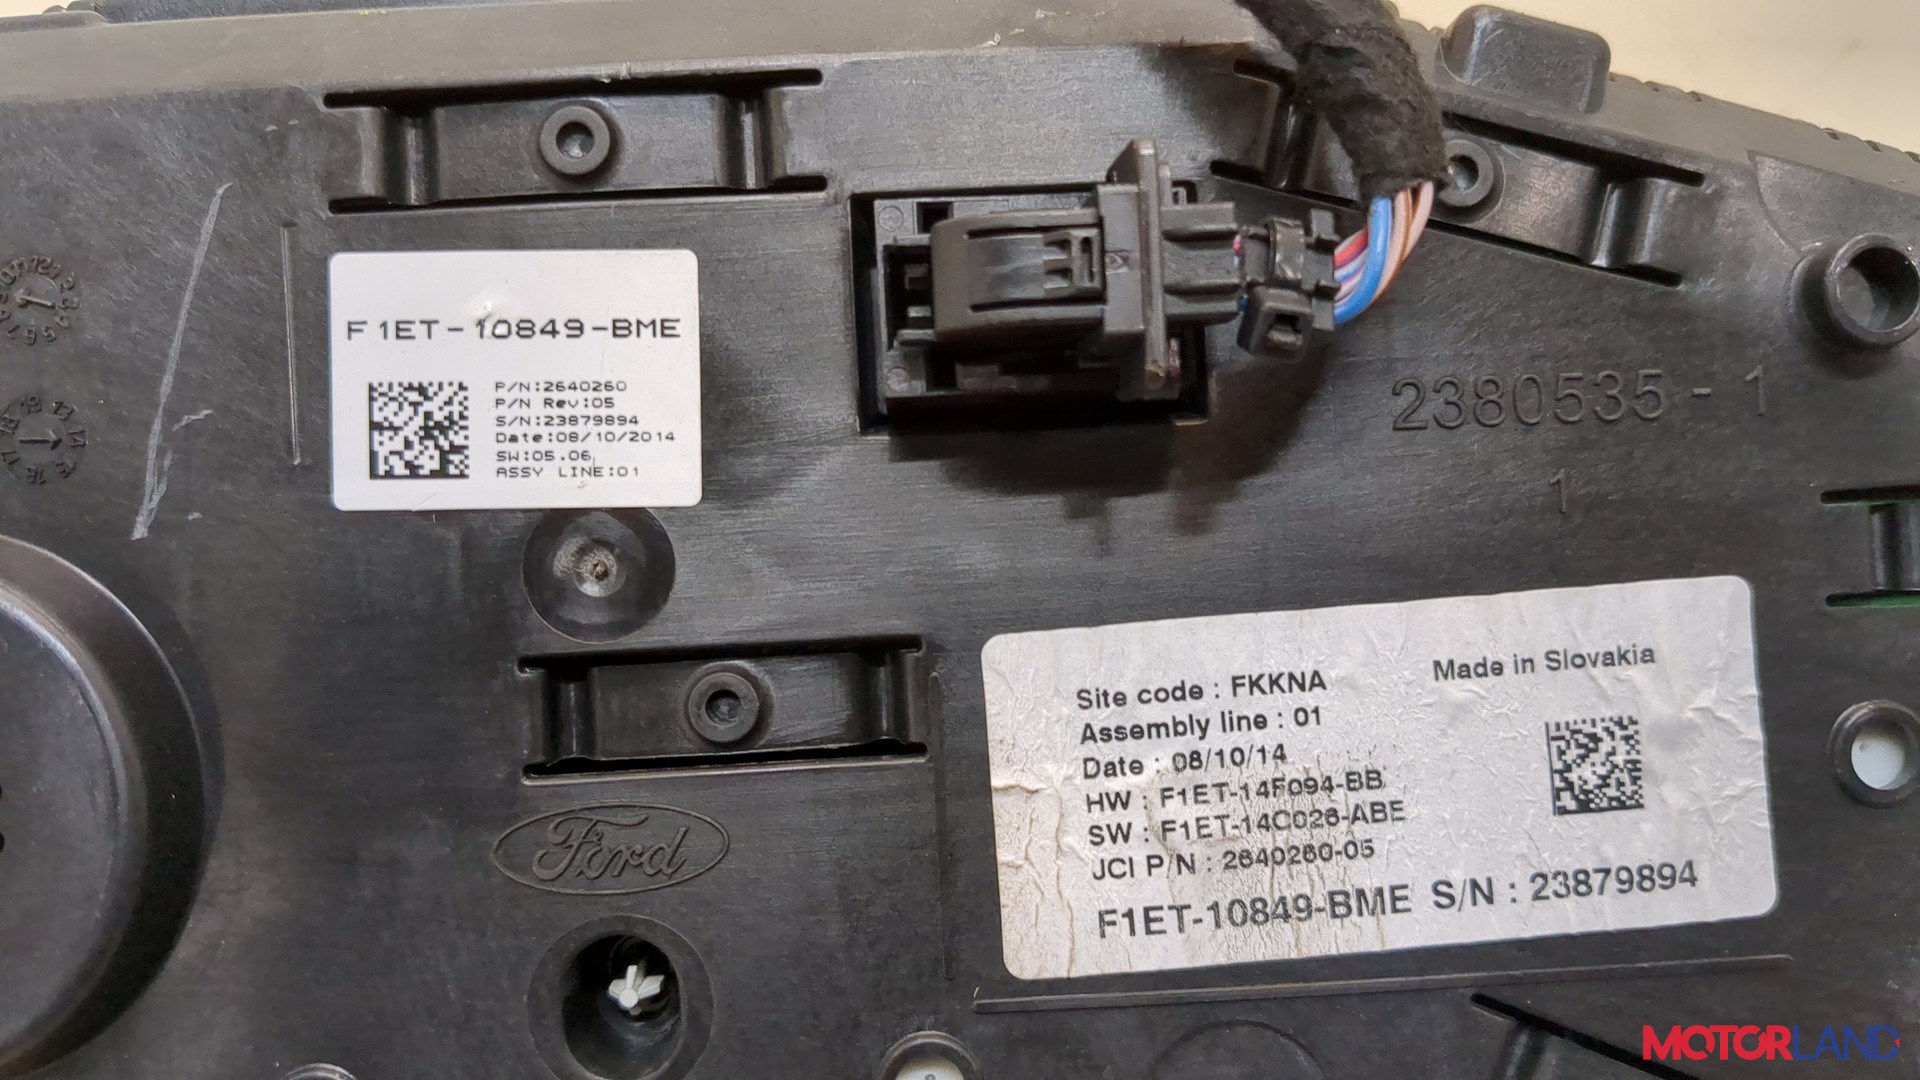 F1ET-10849-BME
P/N:2640260
P/N Rev:05
S/N:23879894
Date:08/10/2014
SW:05.06
ASSY LINE:01
2380535-1
1
Site code : FKKNA
Made in Slovakia
Assembly line : 01
Date : 08/10/14
HW : F1ET-14F094-BB
SW : F1ET-14C026-ABE
JCI P/N : 2640260-05
F1ET-10849-BME S/N : 23879894
Ford
MOTORLAND